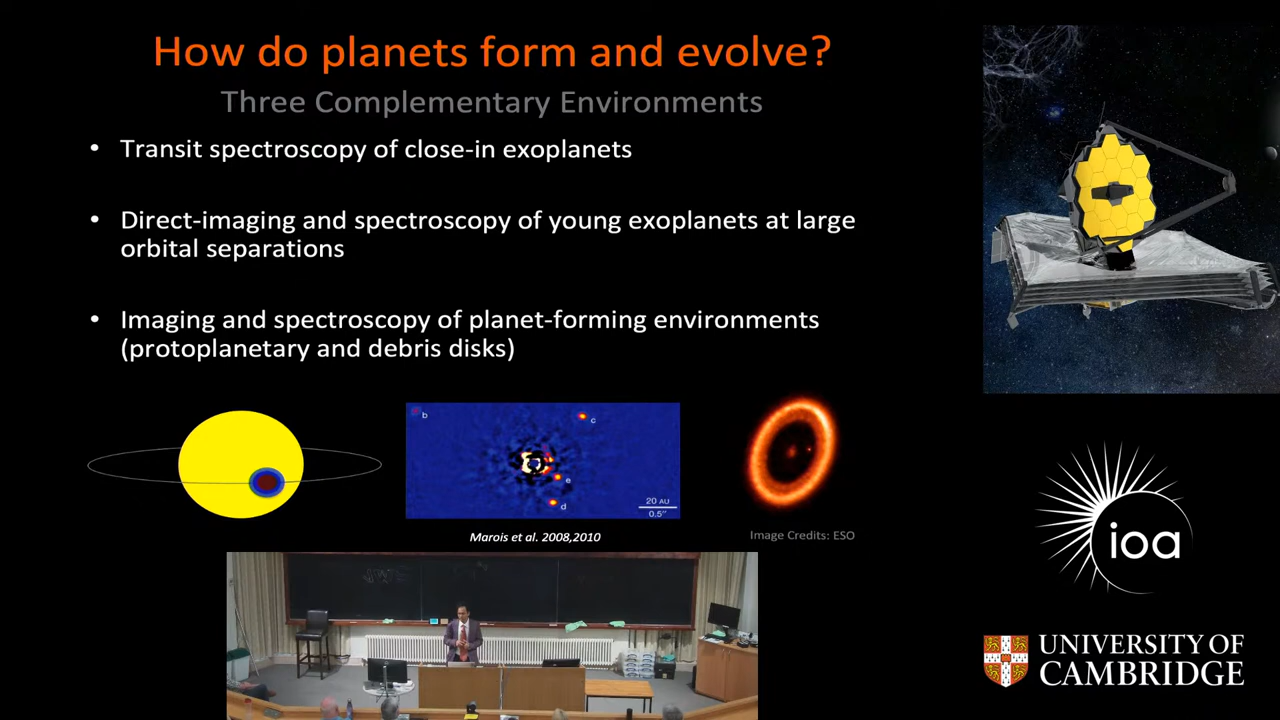 How do planets form and evolve?
Three Complementary Environments
• Transit spectroscopy of close-in exoplanets
• Direct-imaging and spectroscopy of young exoplanets at large
orbital separations
• Imaging and spectroscopy of planet-forming environments
(protoplanetary and debris disks)
b
c
e
d
20 AU
0.5"
Marois et al. 2008,2010
Image Credits: ESO
ioa
UNIVERSITY OF
CAMBRIDGE